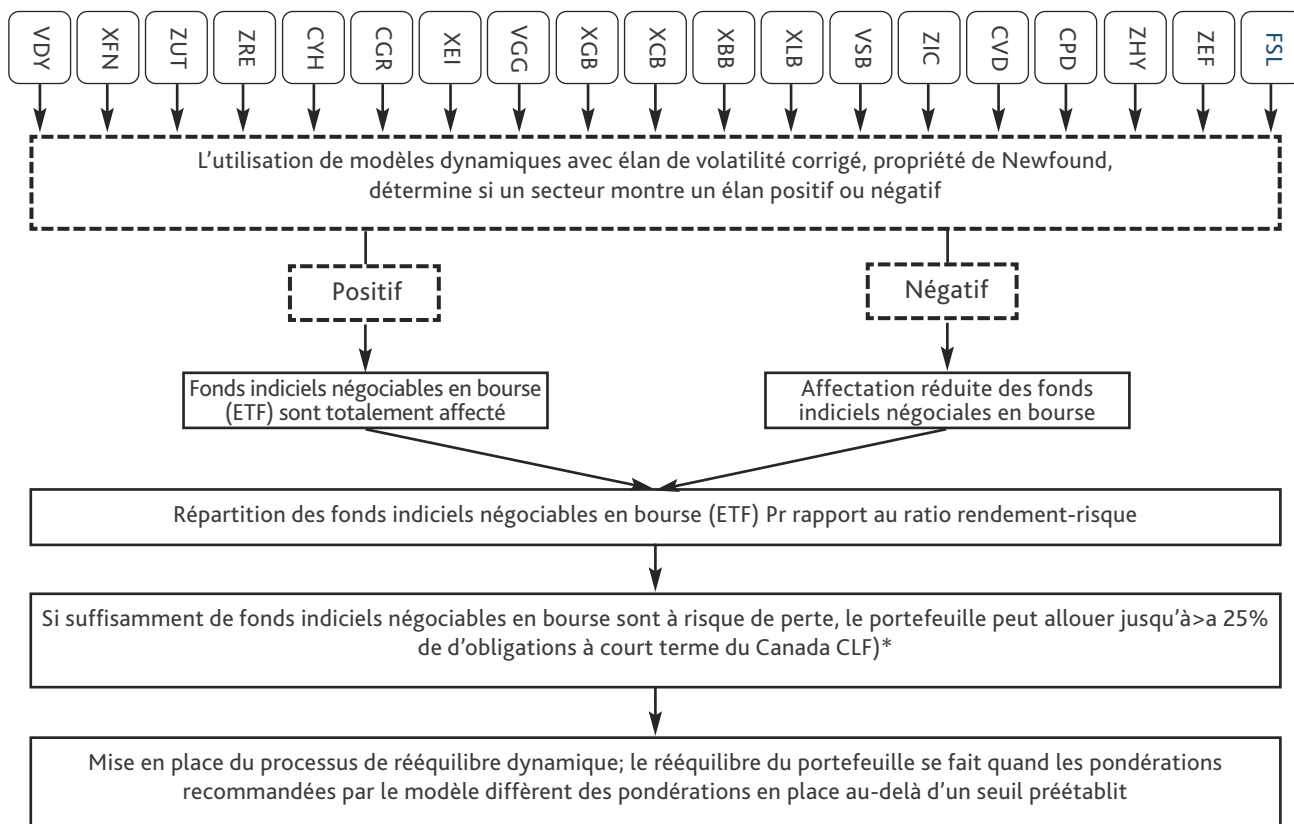 VDY
XFN
ZUT
ZRE
CYH
CGR
XEI
VGG
XGB
XCB
XBB
XLB
VSB
ZIC
CVD
CPD
ZHY
ZEF
FSL
L'utilisation de modèles dynamiques avec élan de volatilité corrigé, propriété de Newfound,
détermine si un secteur montre un élan positif ou négatif
Positif
Négatif
Fonds indiciels négociables en bourse
(ETF) sont totalement affecté
Affectation réduite des fonds
indiciels négociales en bourse
Répartition des fonds indiciels négociables en bourse (ETF) Pr rapport au ratio rendement-risque
Si suffisamment de fonds indiciels négociables en bourse sont à risque de perte, le portefeuille peut allouer jusqu'à>a 25%
de d'obligations à court terme du Canada CLF)*
Mise en place du processus de rééquilibre dynamique; le rééquilibre du portefeuille se fait quand les pondérations
recommandées par le modèle diffèrent des pondérations en place au-delà d'un seuil préétablit